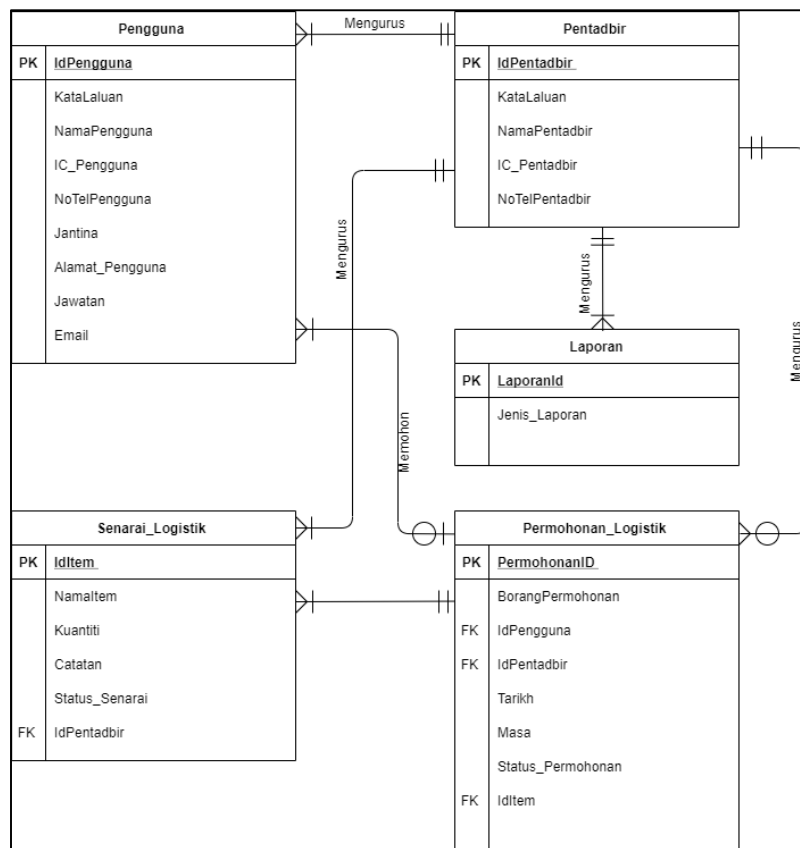 Pengguna
PK IdPengguna
KataLaluan
NamaPengguna
IC_Pengguna
NoTelPengguna
Jantina
Alamat_Pengguna
Jawatan
Email
Mengurus
Pentadbir
PK IdPentadbir
KataLaluan
NamaPentadbir
IC_Pentadbir
NoTelPentadbir
Mengurus
Mengurus
Mengurus
Laporan
PK LaporanId
Jenis_Laporan
Memohon
Senarai_Logistik
PK IdItem
NamaItem
Kuantiti
Catatan
Status_Senarai
FK IdPentadbir
Permohonan_Logistik
PK PermohonanID
BorangPermohonan
FK IdPengguna
FK IdPentadbir
Tarikh
Masa
Status_Permohonan
FK IdItem